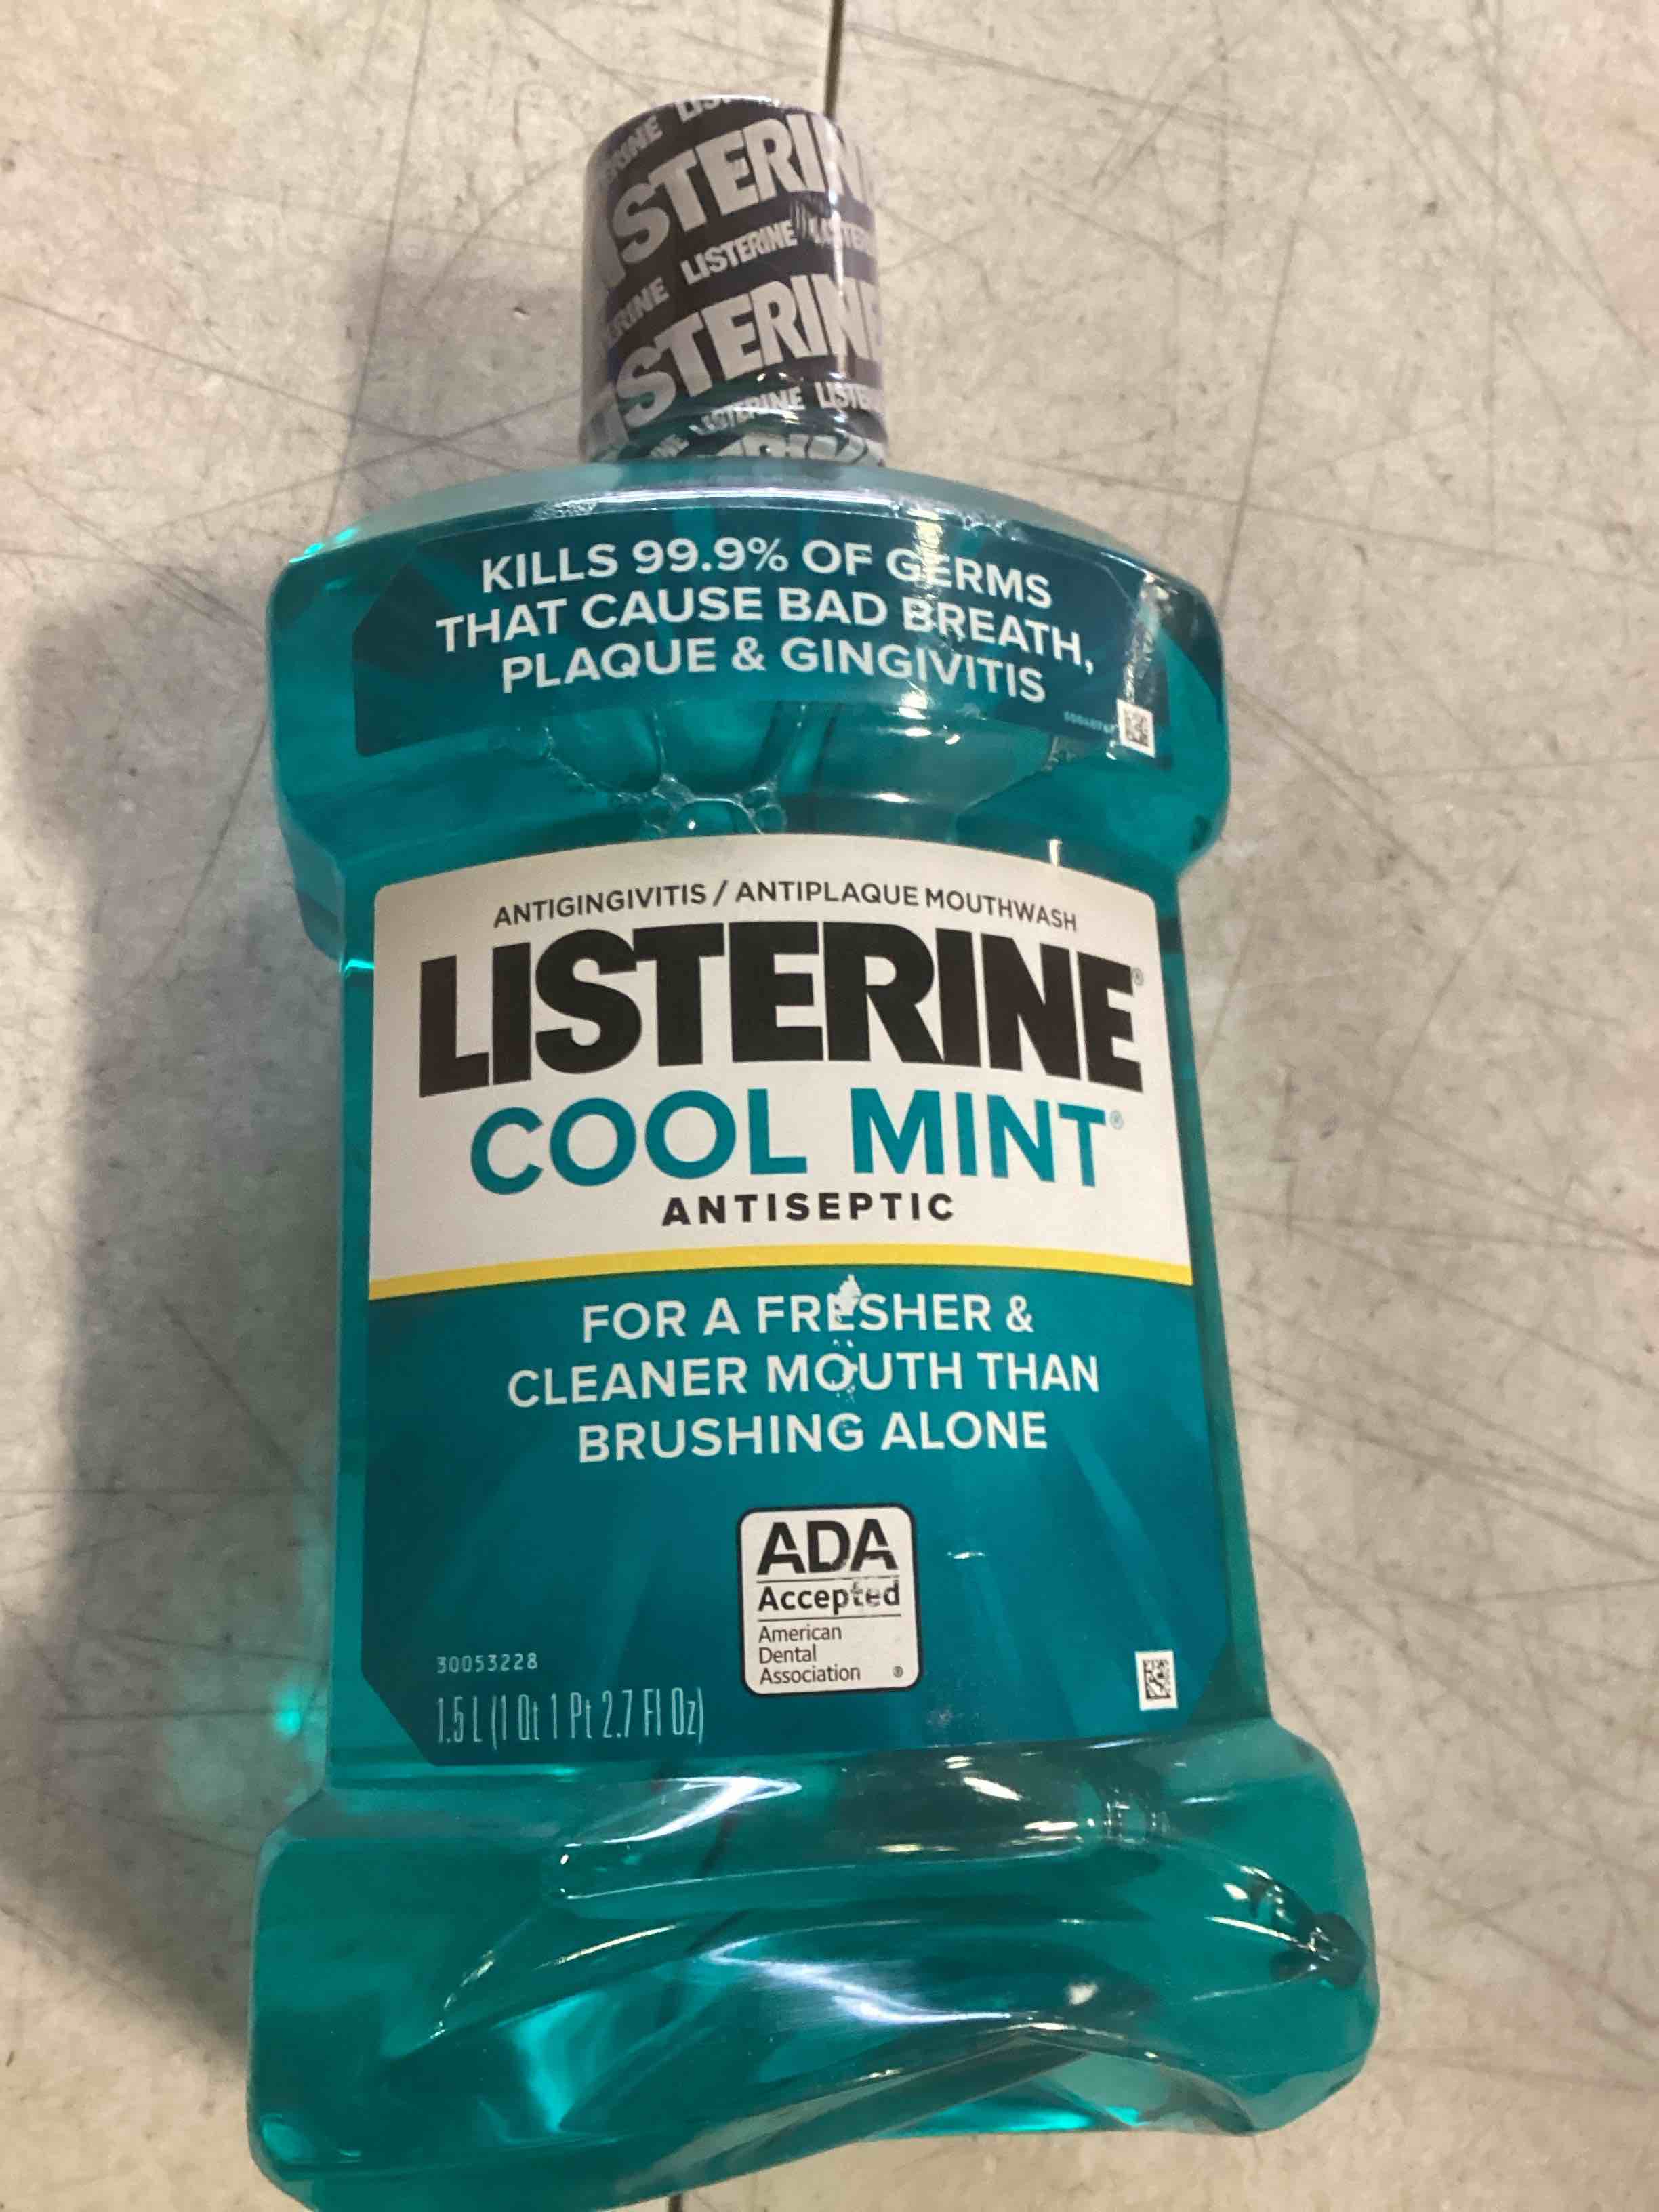 LISTERINE
LISTERINE
KILLS 99.9% OF GERMS
THAT CAUSE BAD BREATH,
PLAQUE & GINGIVITIS
ANTIGINGIVITIS / ANTIPLAQUE MOUTHWASH
LISTERINE®
COOL MINT®
ANTISEPTIC
FOR A FRESHER &
CLEANER MOUTH THAN
BRUSHING ALONE
ADA
Accepted
American
Dental
Association ®
30053228
1.5 L (1 Qt 1 Pt 2.7 Fl Oz)